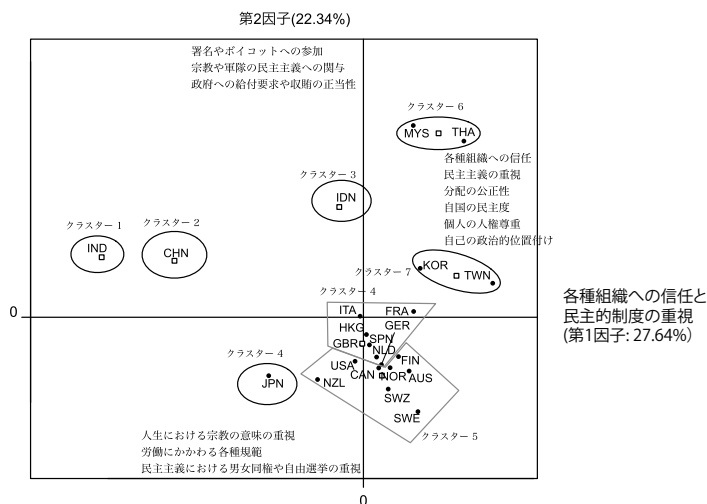 第2因子(22.34%)
署名やボイコットへの参加
宗教や軍隊の民主主義への関与
政府への給付要求や収賄の正当性
クラスター 6
MYS THA
各種組織への信任
民主主義の重視
分配の公正性
自国の民主度
個人の人権尊重
自己の政治的位置付け
クラスター 3
IDN
クラスター 1
IND
クラスター 2
CHN
クラスター 7
KOR
TWN
クラスター 4
0
ITA
FRA
HKG
GER
SPN
GBR
NLD
USA
FIN
CAN
NOR
AUS
NZL
SWZ
SWE
クラスター 5
クラスター 4
JPN
各種組織への信任と
民主的制度の重視
(第1因子: 27.64%)
人生における宗教の意味の重視
労働にかかわる各種規範
民主主義における男女同権や自由選挙の重視
0